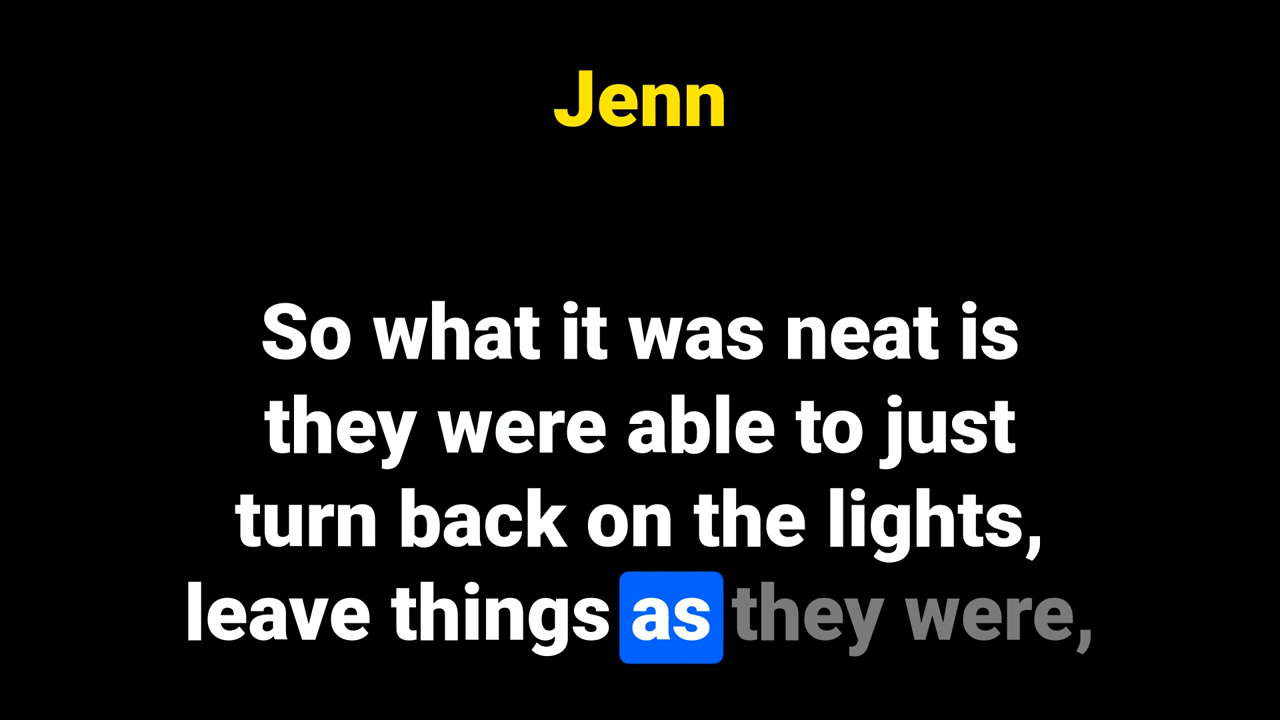 Jenn
So what it was neat is
they were able to just
turn back on the lights,
leave things as they were,